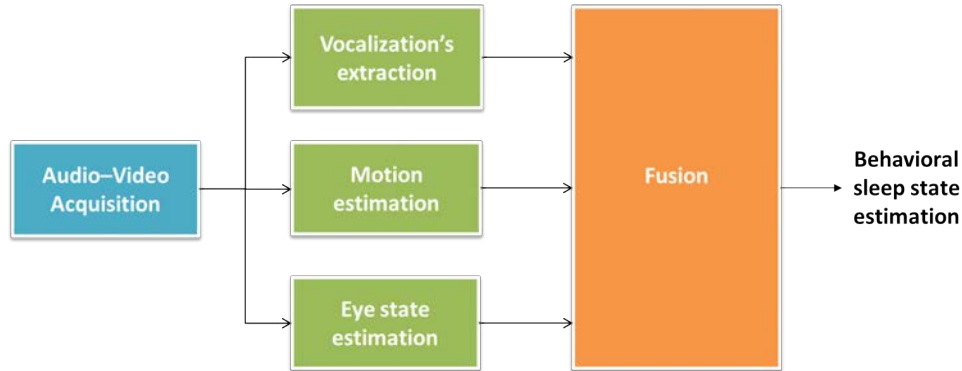 Audio–Video
Acquisition
Vocalization's
extraction
Motion
estimation
Eye state
estimation
Fusion
Behavioral
sleep state
estimation